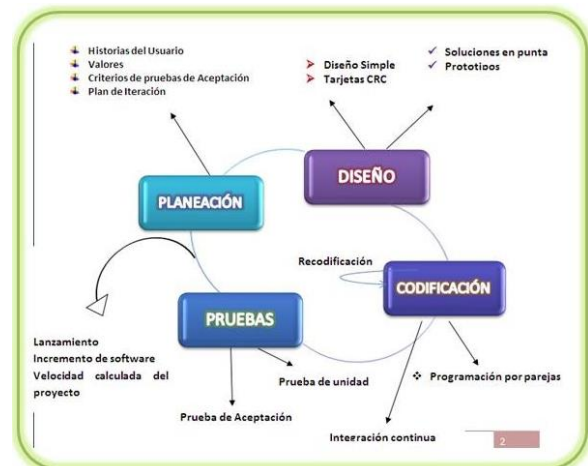 Historias del Usuario
Valores
Criterios de pruebas de Aceptación
Plan de Iteración
Diseño Simple
Tarjetas CRC
Soluciones en punta
Prototipos
PLANEACIÓN
DISEÑO
Recodificación
CODIFICACIÓN
PRUEBAS
Lanzamiento
Incremento de software
Velocidad calculada del
proyecto
Prueba de unidad
Prueba de Aceptación
Programación por parejas
Integración continua
2